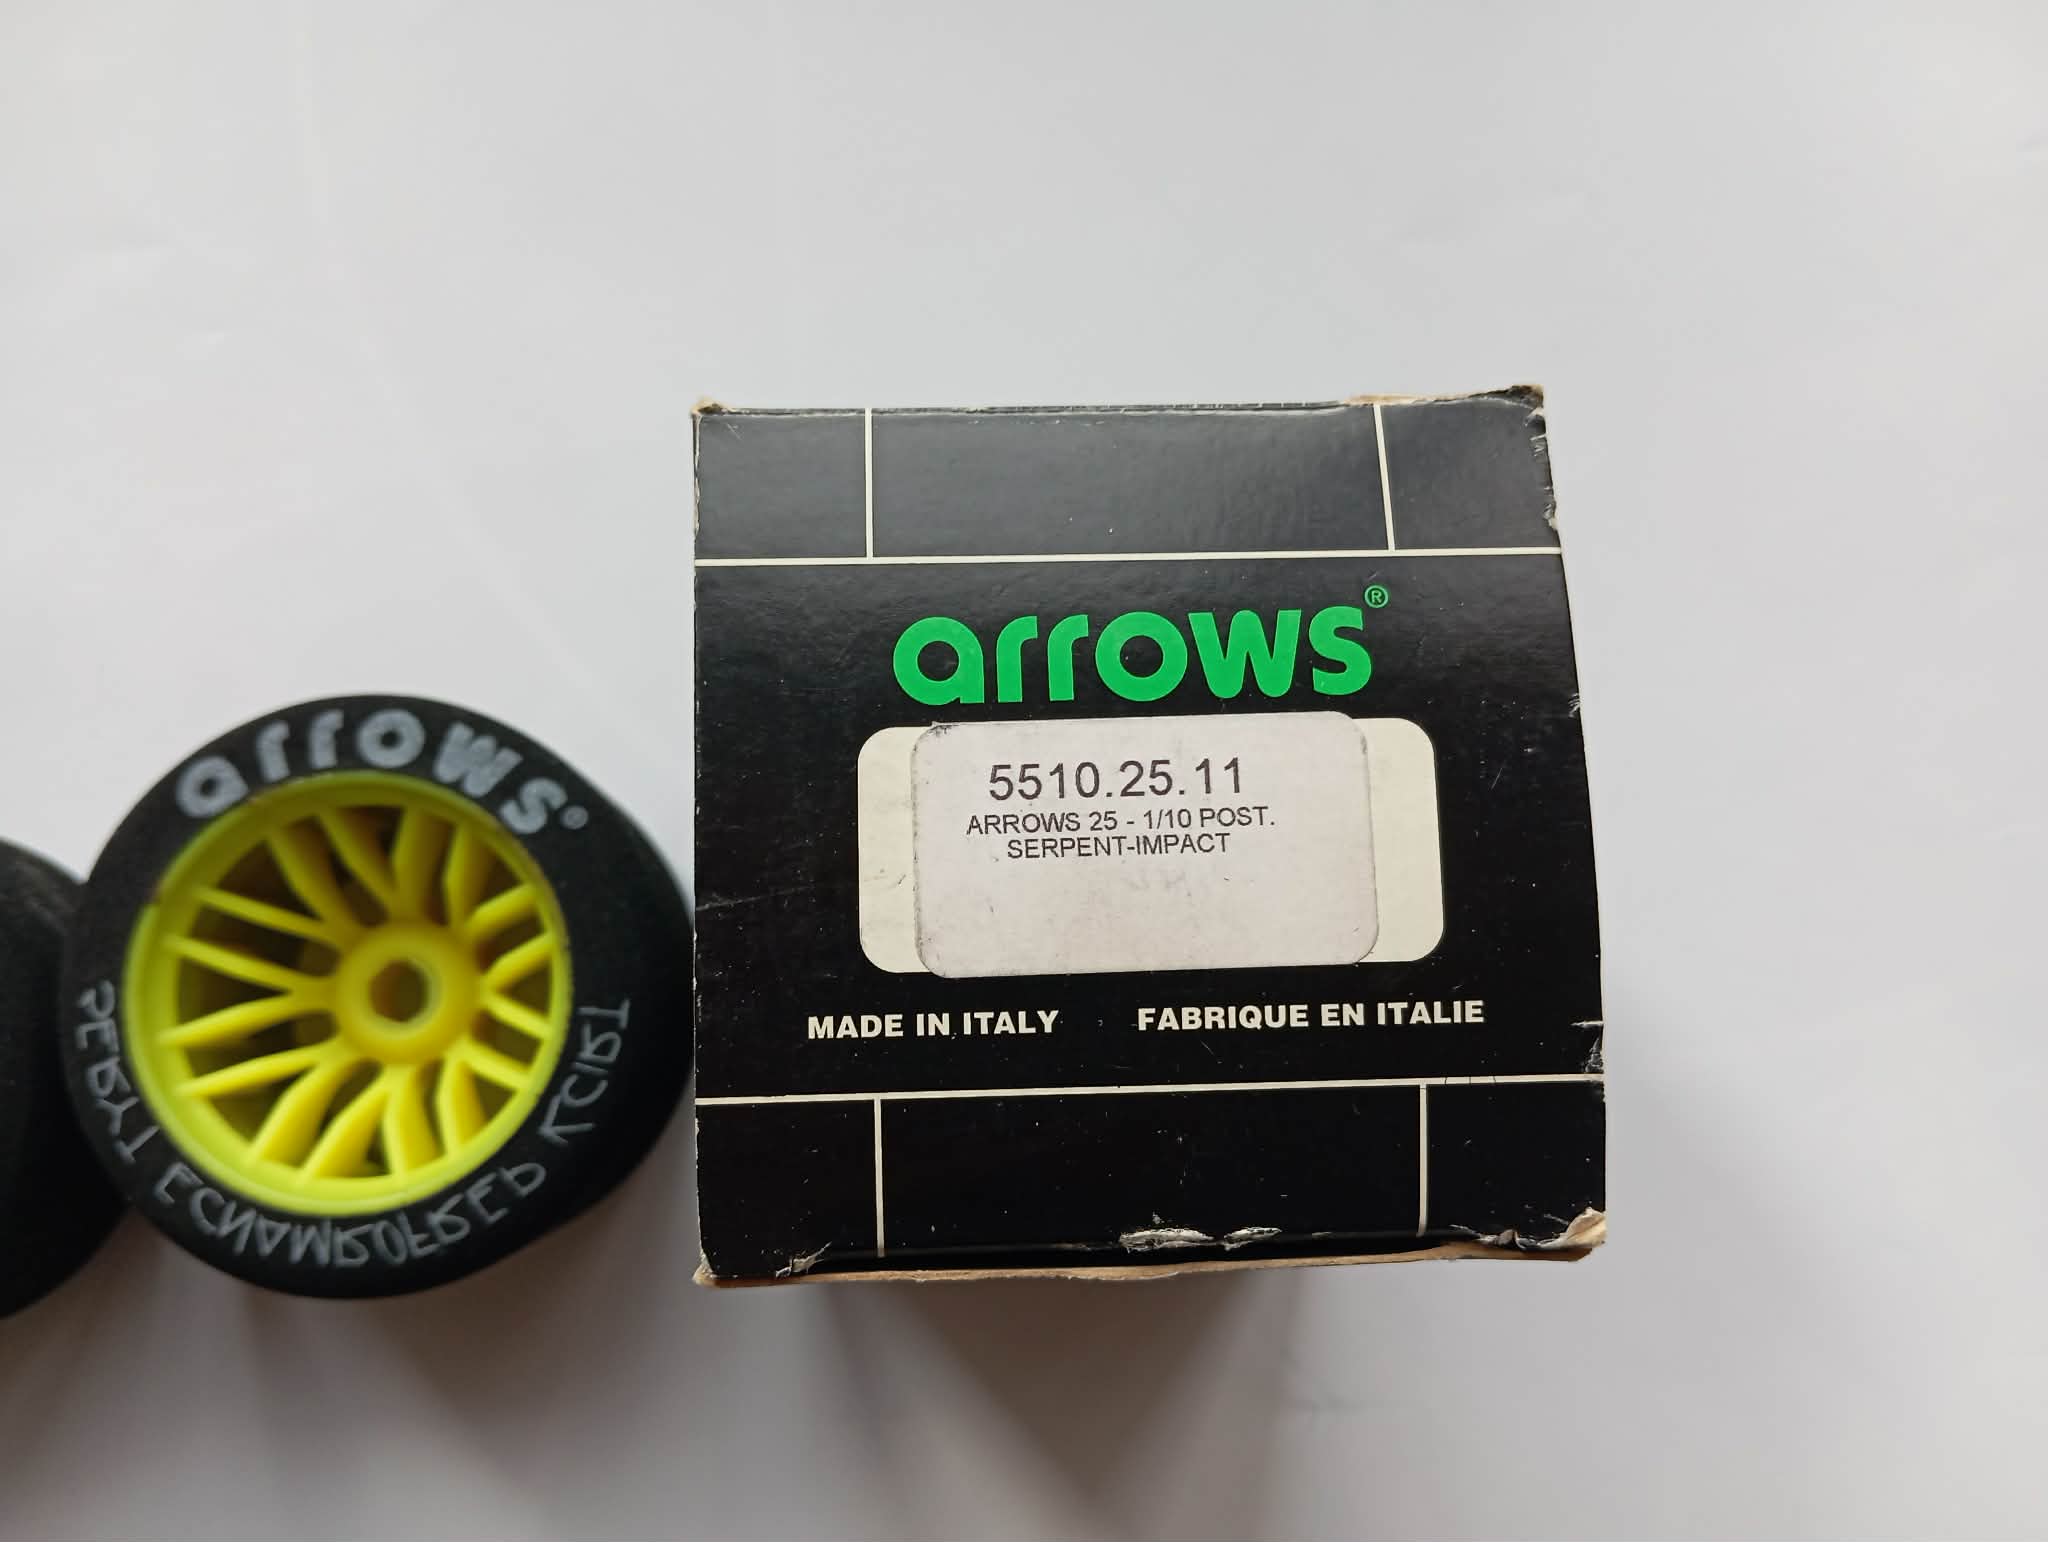 arrows®
arrows®
5510.25.11
ARROWS 25 - 1/10 POST.
SERPENT-IMPACT
MADE IN ITALY FABRIQUE EN ITALIE